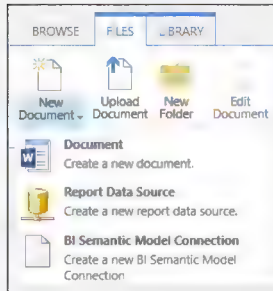 BROWSE FILES LIBRARY
New Upload New Edit
Document Document Folder Document
Document
Create a new document.
Report Data Source
Create a new report data source.
BI Semantic Model Connection
Create a new BI Semantic Model
Connection